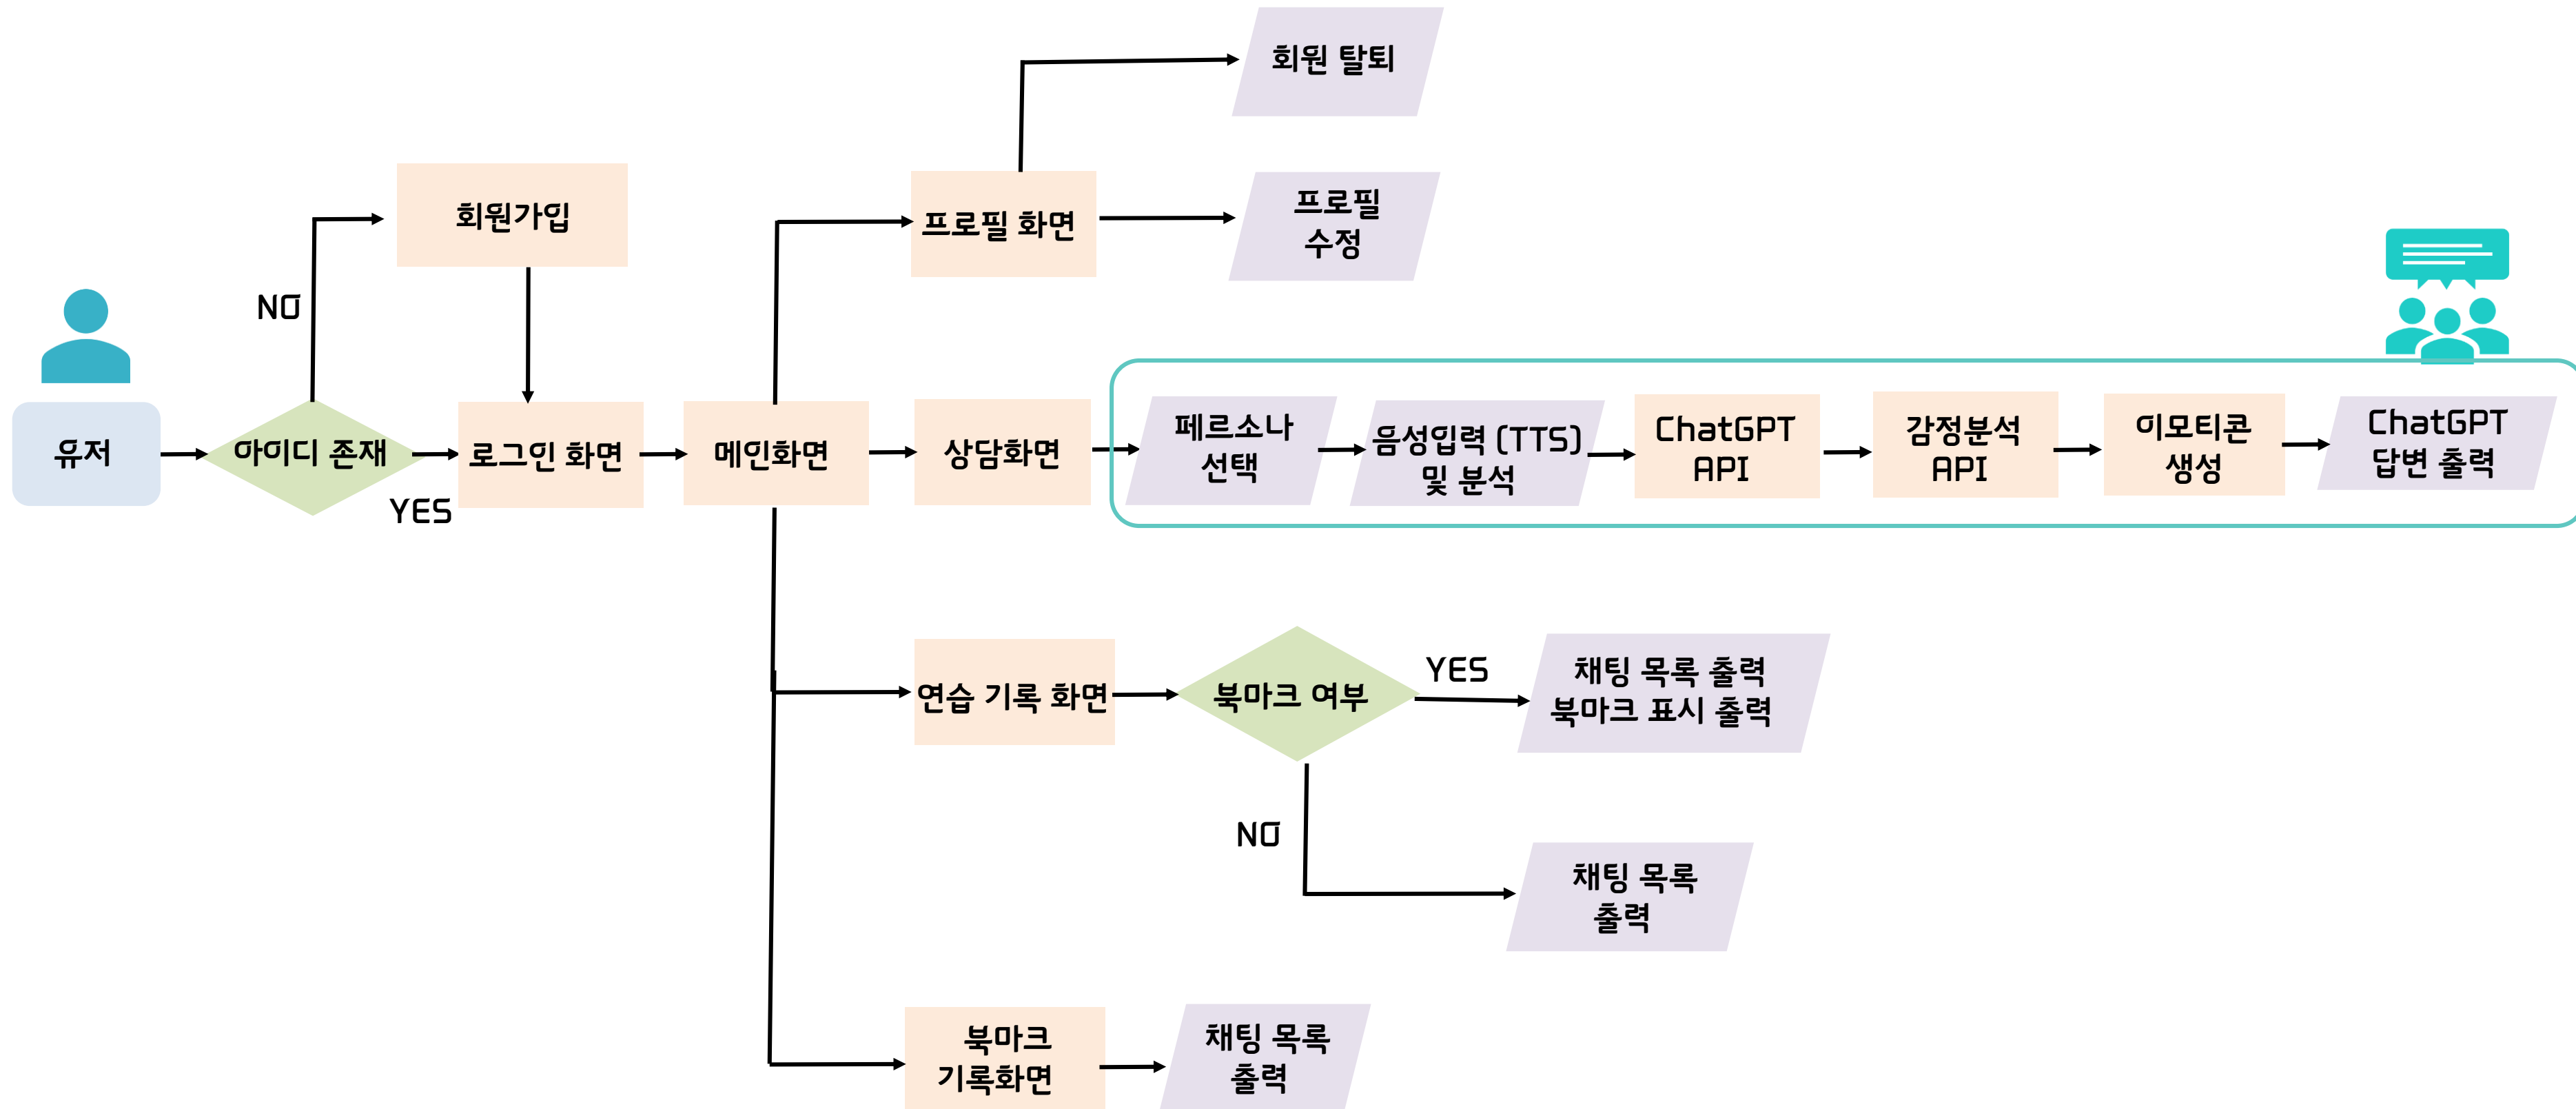 회원 탈퇴
회원가입
프로필 화면
프로필
수정
NO
유저
아이디 존재
YES
로그인 화면
메인화면
상담화면
페르소나
선택
음성입력 (TTS)
및 분석
ChatGPT
API
감정분석
API
이모티콘
생성
ChatGPT
답변 출력
연습 기록 화면
북마크 여부
YES
채팅 목록 출력
북마크 표시 출력
NO
채팅 목록
출력
북마크
기록화면
채팅 목록
출력